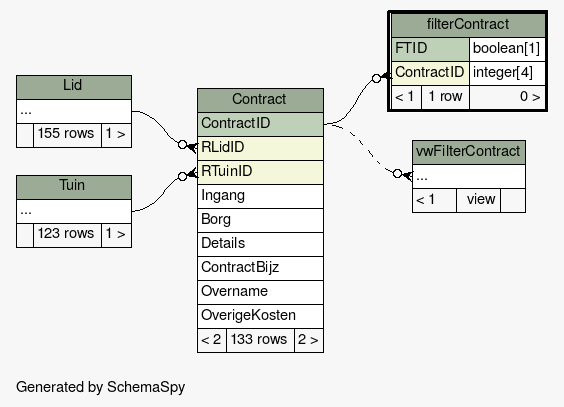 filterContract
FTID boolean[1]
ContractID integer[4]
< 1 1 row 0 >
Lid
...
155 rows 1 >
Tuin
...
123 rows 1 >
Contract
ContractID
RLidID
RTuinID
Ingang
Borg
Details
ContractBijz
Overname
OverigeKosten
< 2 133 rows 2 >
vwFilterContract
...
< 1 view
Generated by SchemaSpy